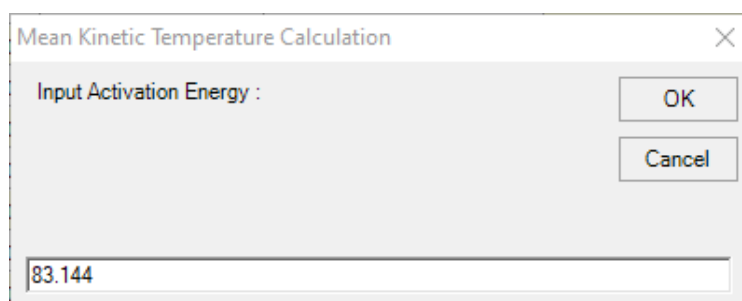 Mean Kinetic Temperature Calculation
Input Activation Energy :
OK
Cancel
83.144